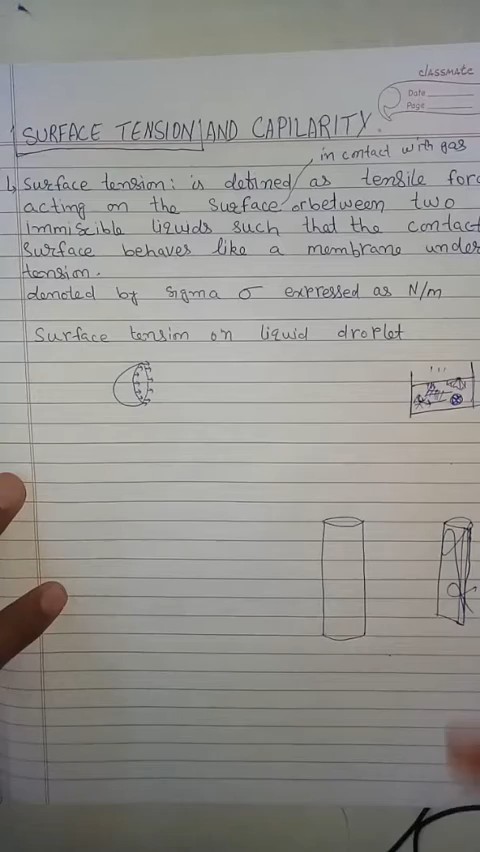 classmate
Date
Page
SURFACE TENSION AND CAPILARITY.
in contact with gas
Surface tension: is defined as tensile forc
acting on the surface or between two
immiscible liquids such that the contact
surface behaves like a membrane under
tension.
denoted by sigma σ expressed as N/m
Surface tension on liquid droplet